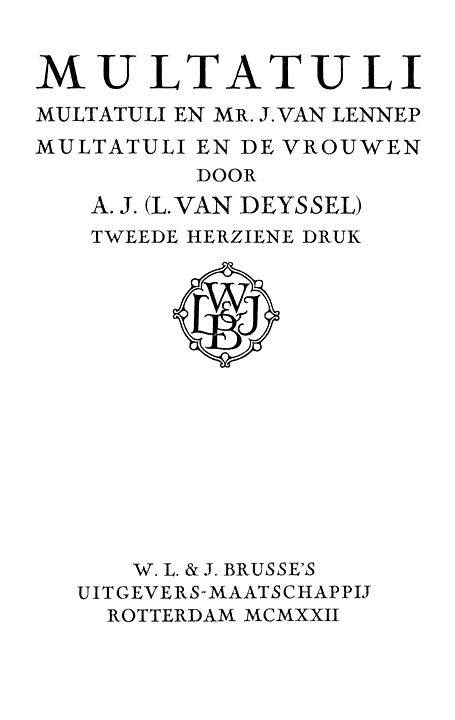 MULTATULI
MULTATULI EN MR. J. VAN LENNEP
MULTATULI EN DE VROUWEN
DOOR
A. J. (L. VAN DEYSSEL)
TWEEDE HERZIENE DRUK
W
L & J
B
W. L. & J. BRUSSE'S
UITGEVERS-MAATSCHAPPIJ
ROTTERDAM MCMXXII